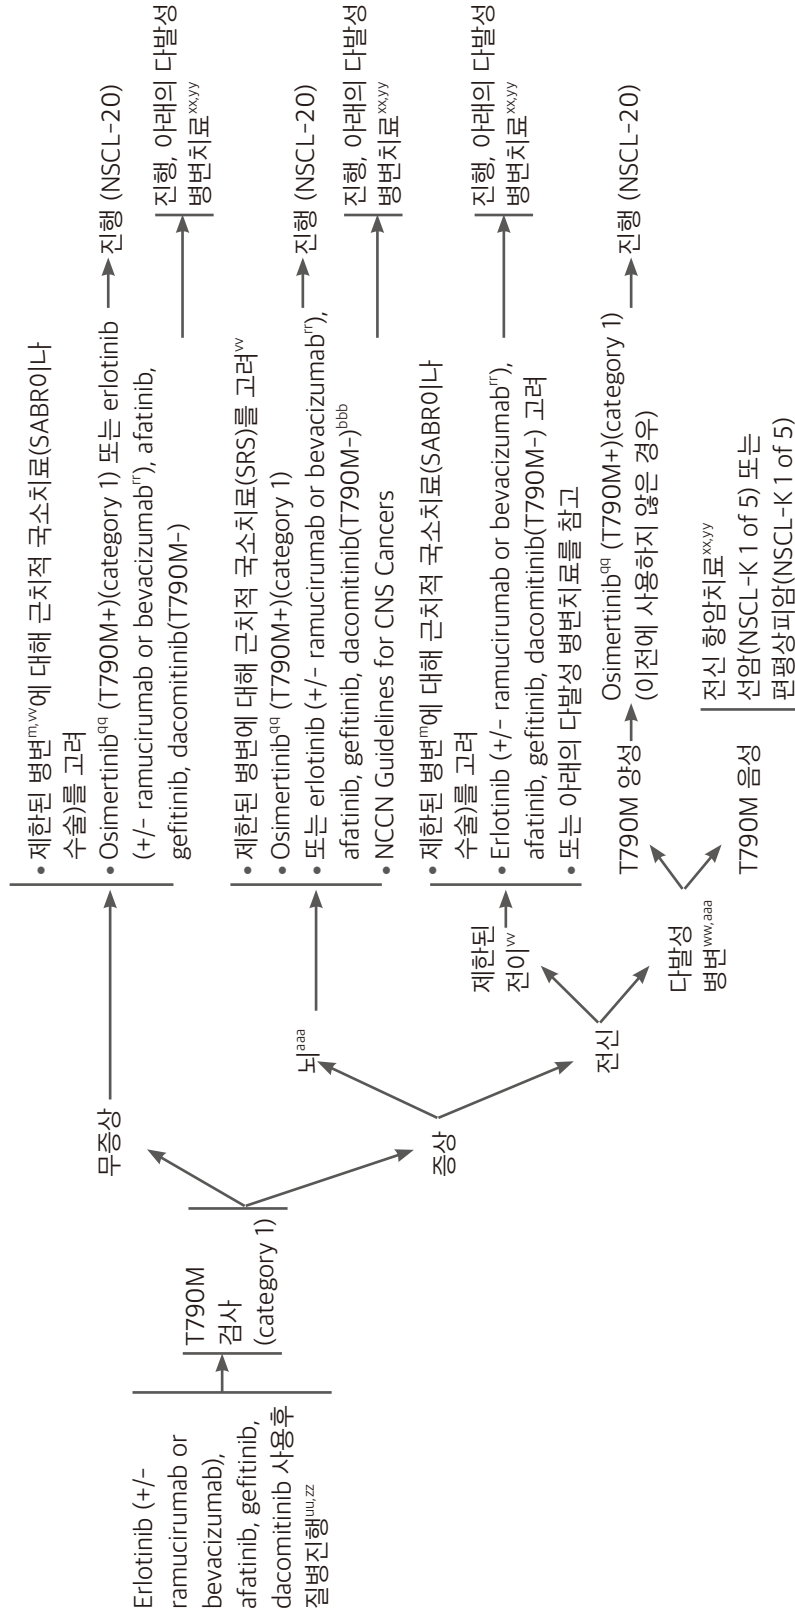 Erlotinib (+/-
ramucirumab or
bevacizumab),
afatinib, gefitinib,
dacomitinib 사용후
질병진행uu,zz
T790M
검사
(category 1)
무증상
• 제한된 병변m,vv에 대해 근치적 국소치료(SABR이나
수술)를 고려
• Osimertinibqq (T790M+)(category 1) 또는 erlotinib
(+/- ramucirumab or bevacizumabrr), afatinib,
gefitinib, dacomitinib(T790M-)
진행 (NSCL-20)
진행, 아래의 다발성
병변치료xx,yy
증상
뇌aaa
• 제한된 병변에 대해 근치적 국소치료(SRS)를 고려vv
• Osimertinibqq (T790M+)(category 1)
• 또는 erlotinib (+/- ramucirumab or bevacizumabrr),
afatinib, gefitinib, dacomitinib(T790M-)bbb
• NCCN Guidelines for CNS Cancers
진행 (NSCL-20)
진행, 아래의 다발성
병변치료xx,yy
전신
제한된
전이vv
• 제한된 병변m에 대해 근치적 국소치료(SABR이나
수술)를 고려
• Erlotinib (+/- ramucirumab or bevacizumabrr),
afatinib, gefitinib, dacomitinib(T790M-) 고려
• 또는 아래의 다발성 병변치료를 참고
진행, 아래의 다발성
병변치료xx,yy
다발성
병변ww,aaa
T790M 양성
Osimertinibqq (T790M+)(category 1)
(이전에 사용하지 않은 경우)
진행 (NSCL-20)
T790M 음성
전신 항암치료xx,yy
선암(NSCL-K 1 of 5) 또는
편평상피암(NSCL-K 1 of 5)